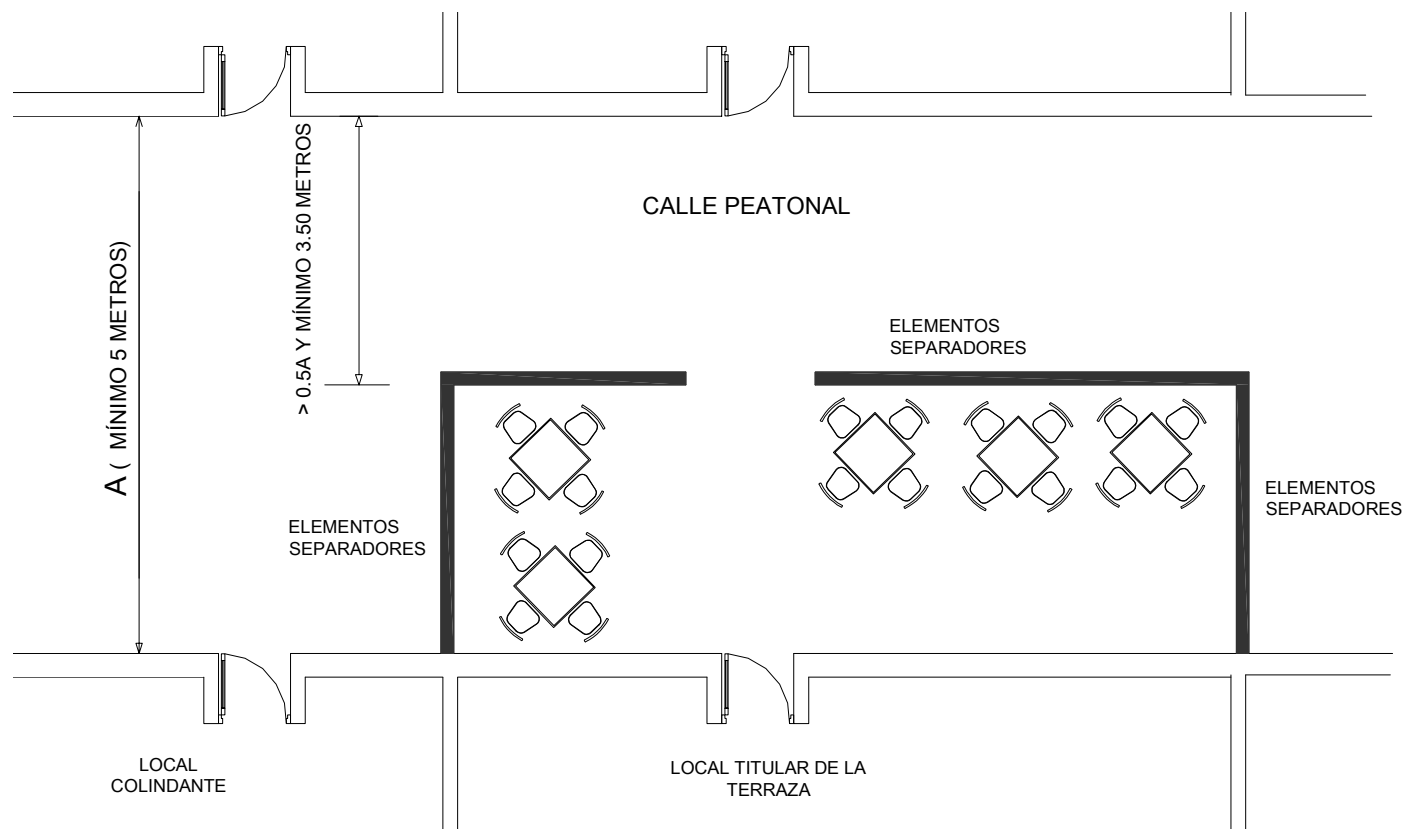 A ( MÍNIMO 5 METROS)
> 0.5A Y MÍNIMO 3.50 METROS
CALLE PEATONAL
ELEMENTOS
SEPARADORES
ELEMENTOS
SEPARADORES
ELEMENTOS
SEPARADORES
LOCAL
COLINDANTE
LOCAL TITULAR DE LA
TERRAZA